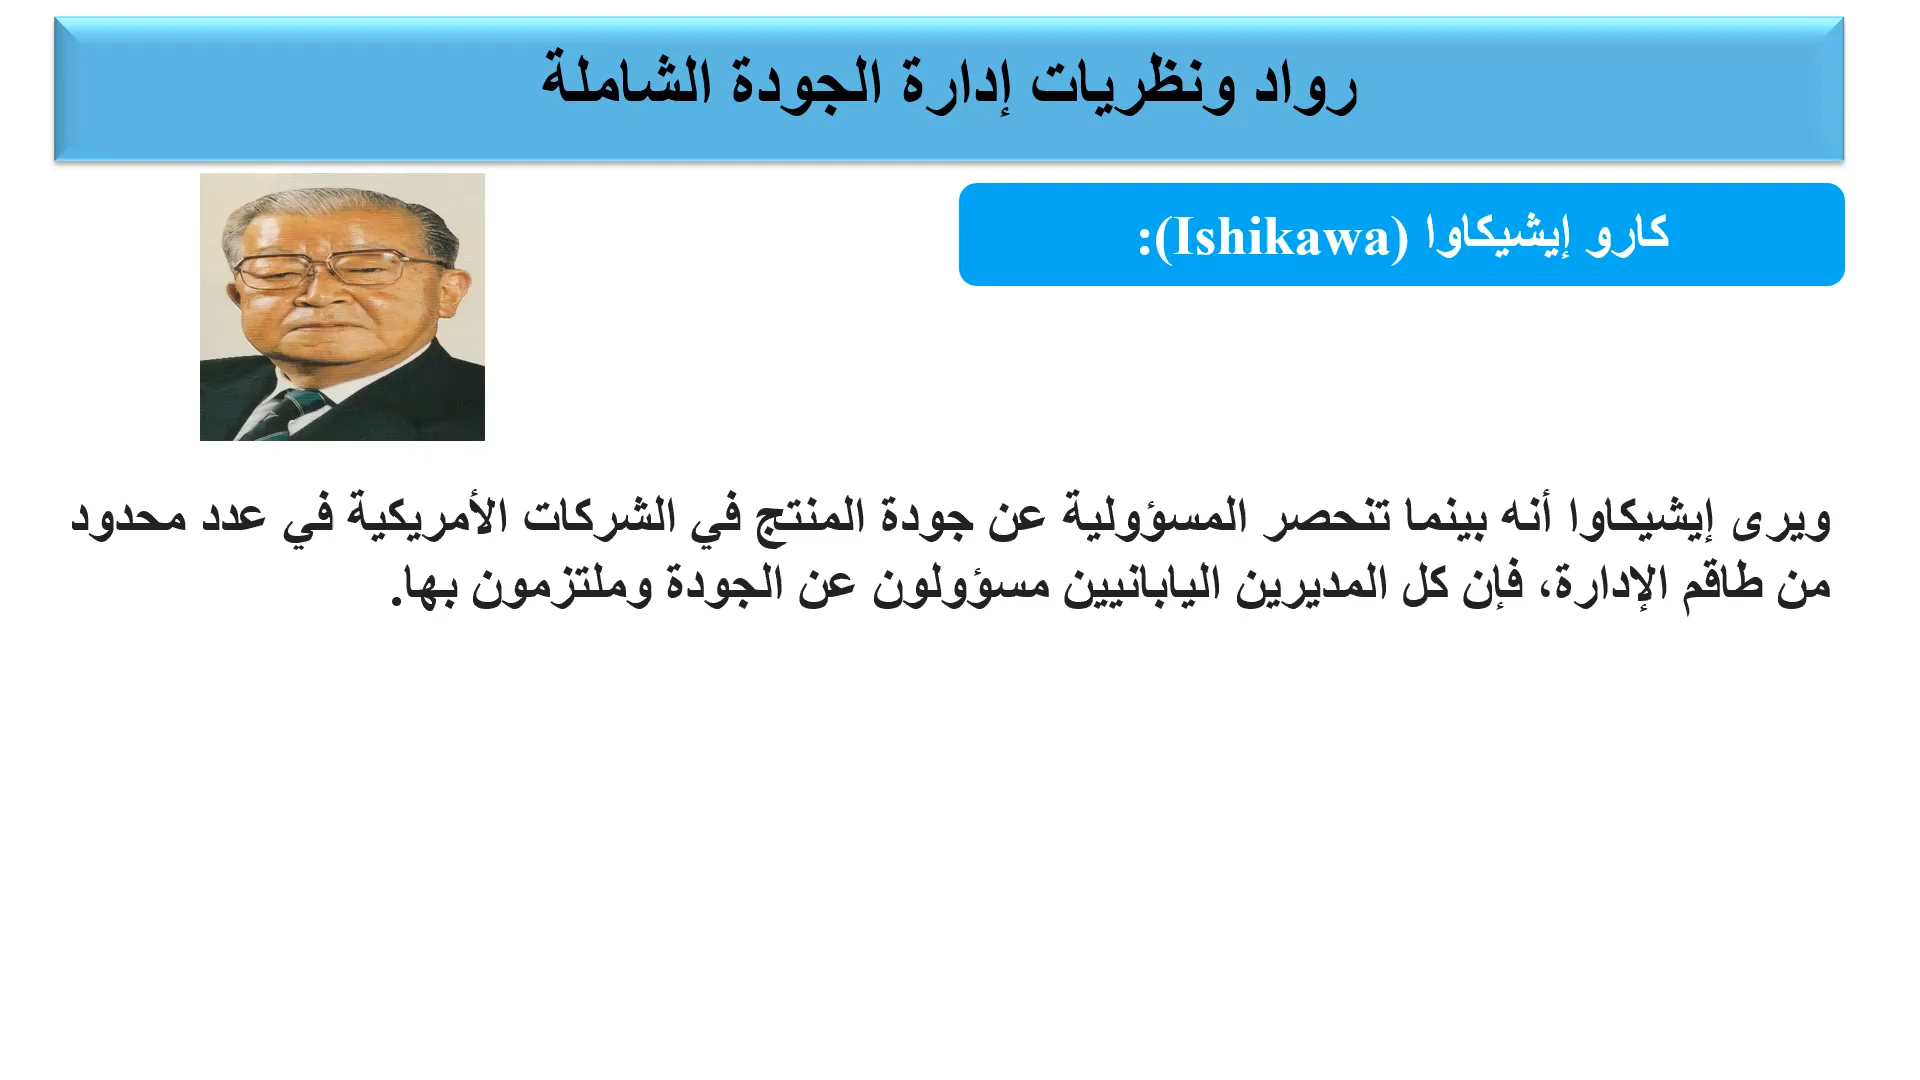 رواد ونظريات إدارة الجودة الشاملة
كارو إيشيكاوا (Ishikawa):
ويرى إيشيكاوا أنه بينما تنحصر المسؤولية عن جودة المنتج في الشركات الأمريكية في عدد محدود
من طاقم الإدارة، فإن كل المديرين اليابانيين مسؤولون عن الجودة وملتزمون بها.